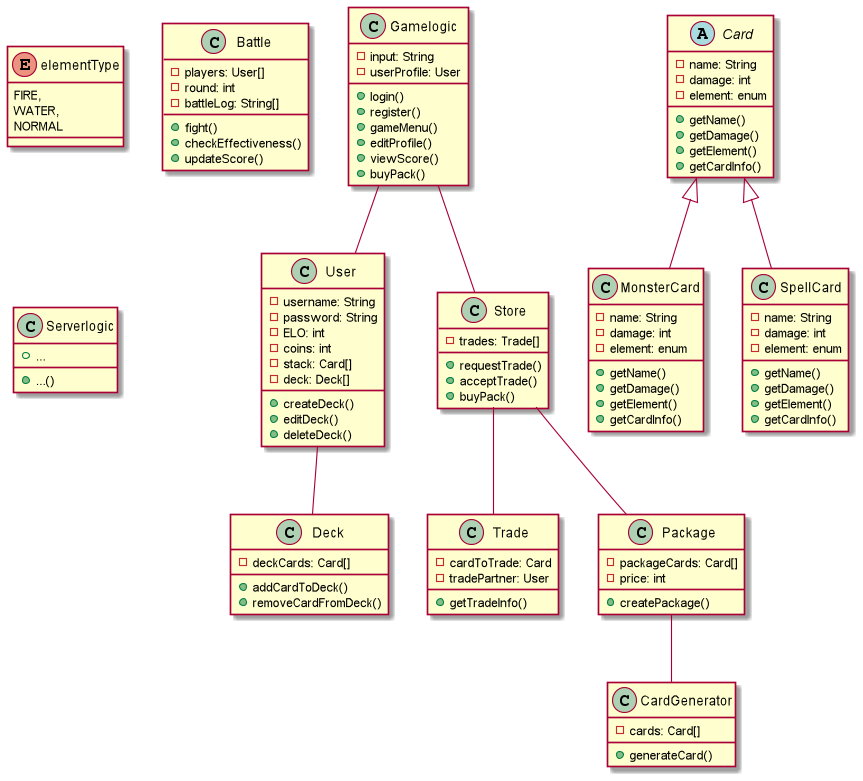 E elementType
FIRE,
WATER,
NORMAL
C Battle
players: User[]
round: int
battleLog: String[]
fight()
checkEffectiveness()
updateScore()
C Gamelogic
input: String
userProfile: User
login()
register()
gameMenu()
editProfile()
viewScore()
buyPack()
A Card
name: String
damage: int
element: enum
getName()
getDamage()
getElement()
getCardInfo()
C Serverlogic
...
...()
C User
username: String
password: String
ELO: int
coins: int
stack: Card[]
deck: Deck[]
createDeck()
editDeck()
deleteDeck()
C Store
trades: Trade[]
requestTrade()
acceptTrade()
buyPack()
C MonsterCard
name: String
damage: int
element: enum
getName()
getDamage()
getElement()
getCardInfo()
C SpellCard
name: String
damage: int
element: enum
getName()
getDamage()
getElement()
getCardInfo()
C Deck
deckCards: Card[]
addCardToDeck()
removeCardFromDeck()
C Trade
cardToTrade: Card
tradePartner: User
getTradeInfo()
C Package
packageCards: Card[]
price: int
createPackage()
C CardGenerator
cards: Card[]
generateCard()